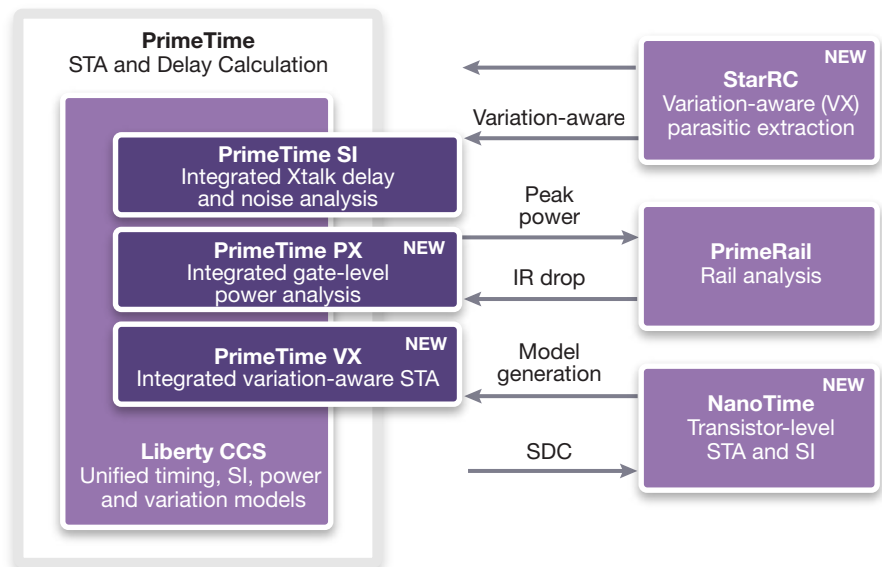 PrimeTime
STA and Delay Calculation
PrimeTime SI
Integrated Xtalk delay
and noise analysis
PrimeTime PX
NEW
Integrated gate-level
power analysis
PrimeTime VX
NEW
Integrated variation-aware STA
Liberty CCS
Unified timing, SI, power
and variation models
Variation-aware
Peak
power
IR drop
Model
generation
SDC
NEW
StarRC
Variation-aware (VX)
parasitic extraction
PrimeRail
Rail analysis
NEW
NanoTime
Transistor-level
STA and SI